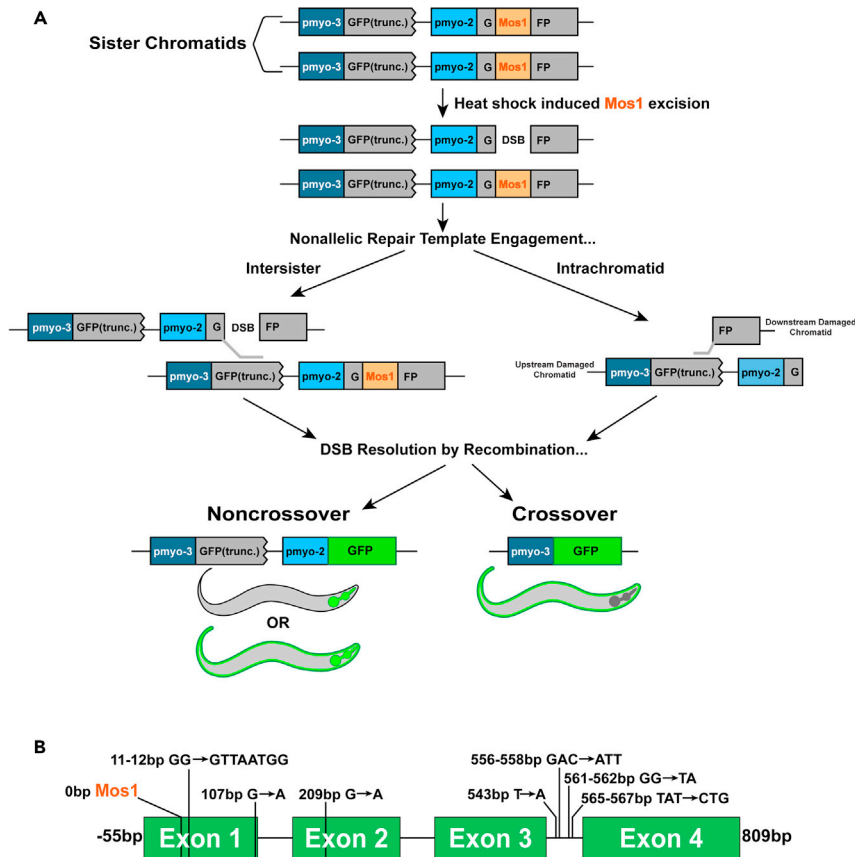 A
Sister Chromatids
pmyo-3 GFP(trunc.) pmyo-2 G Mos1 FP
pmyo-3 GFP(trunc.) pmyo-2 G Mos1 FP
Heat shock induced Mos1 excision
pmyo-3 GFP(trunc.) pmyo-2 G DSB FP
pmyo-3 GFP(trunc.) pmyo-2 G Mos1 FP
Nonallelic Repair Template Engagement...
Intersister Intrachromatid
pmyo-3 GFP(trunc.) pmyo-2 G DSB FP
pmyo-3 GFP(trunc.) pmyo-2 G Mos1 FP
FP Downstream Damaged
Chromatid
Upstream Damaged
Chromatid
pmyo-3 GFP(trunc.) pmyo-2 G
DSB Resolution by Recombination...
Noncrossover
pmyo-3 GFP(trunc.) pmyo-2 GFP
OR
Crossover
pmyo-3 GFP
B
11-12bp GG→GTTAATGG
0bp Mos1
107bp G→A
209bp G→A
556-558bp GAC→ATT
561-562bp GG→TA
543bp T→A
565-567bp TAT→CTG
-55bp Exon 1 Exon 2 Exon 3 Exon 4 809bp